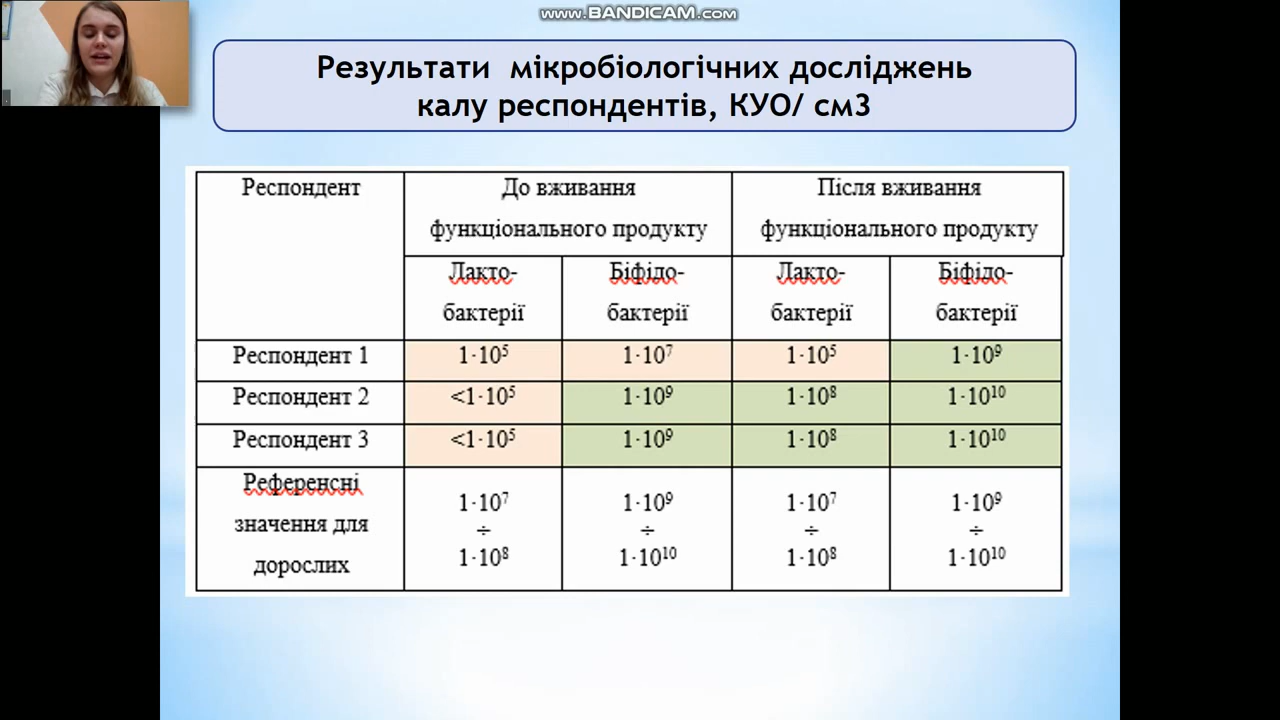 WWW.BANDICAM.COM
Результати мікробіологічних досліджень
калу респондентів, КУО/ см3
Респондент
До вживання
функціонального продукту
Після вживання
функціонального продукту
Лакто-
бактерії
Біфідо-
бактерії
Лакто-
бактерії
Біфідо-
бактерії
Респондент 1 1·10⁵ 1·10⁷ 1·10⁵ 1·10⁹
Респондент 2 <1·10⁵ 1·10⁹ 1·10⁸ 1·10¹⁰
Респондент 3 <1·10⁵ 1·10⁹ 1·10⁸ 1·10¹⁰
Референсні
значення для
дорослих
1·10⁷
÷
1·10⁸
1·10⁹
÷
1·10¹⁰
1·10⁷
÷
1·10⁸
1·10⁹
÷
1·10¹⁰